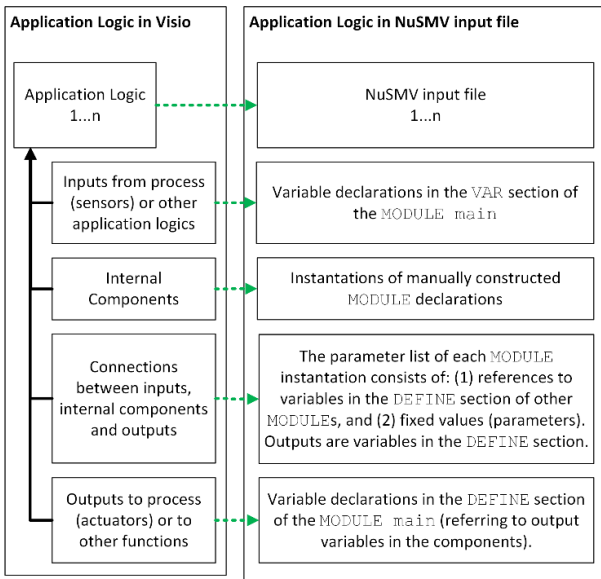 Application Logic in Visio
Application Logic in NuSMV input file
Application Logic
1...n
NuSMV input file
1...n
Inputs from process
(sensors) or other
application logics
Variable declarations in the VAR section of
the MODULE main
Internal
Components
Instantations of manually constructed
MODULE declarations
Connections
between inputs,
internal components
and outputs
The parameter list of each MODULE
instantation consists of: (1) references to
variables in the DEFINE section of other
MODULEs, and (2) fixed values (parameters).
Outputs are variables in the DEFINE section.
Outputs to process
(actuators) or to
other functions
Variable declarations in the DEFINE section
of the MODULE main (referring to output
variables in the components).